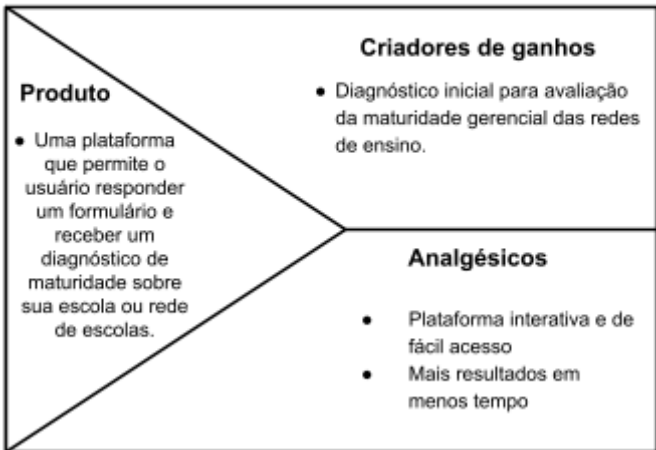 Produto
● Uma plataforma
que permite o
usuário responder
um formulário e
receber um
diagnóstico de
maturidade sobre
sua escola ou rede
de escolas.
Criadores de ganhos
● Diagnóstico inicial para avaliação
da maturidade gerencial das redes
de ensino.
Analgésicos
● Plataforma interativa e de
fácil acesso
● Mais resultados em
menos tempo